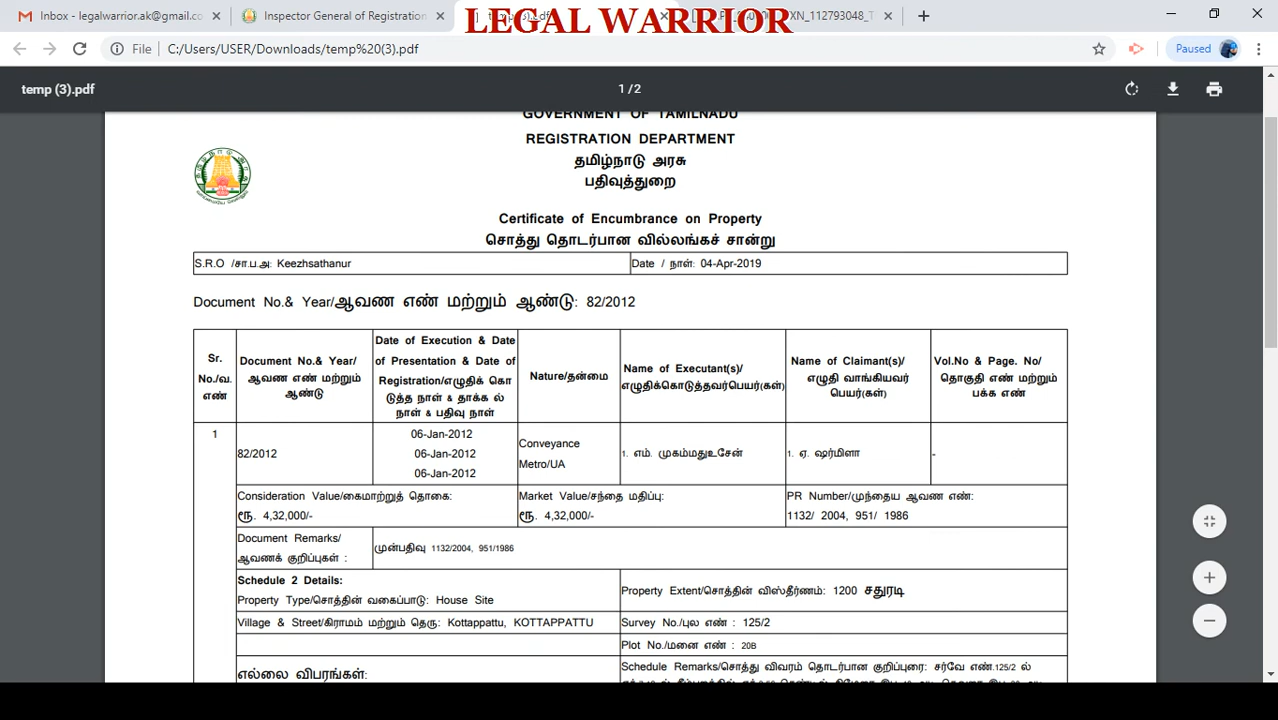 Inbox - legalwarrior.ak@gmail.co
Inspector General of Registration
LEGAL WARRIOR
File
C:/Users/USER/Downloads/temp%20(3).pdf
Paused
temp (3).pdf
1 / 2
GOVERNMENT OF TAMILNADU
REGISTRATION DEPARTMENT
தமிழ்நாடு அரசு
பதிவுத்துறை
Certificate of Encumbrance on Property
சொத்து தொடர்பான வில்லங்கச் சான்று
S.R.O /சா.ப.அ: Keezhsathanur
Date / நாள்: 04-Apr-2019
Document No.& Year/ஆவண எண் மற்றும் ஆண்டு: 82/2012
Sr.
No./வ.
எண்
Document No.& Year/
ஆவண எண் மற்றும்
ஆண்டு
Date of Execution & Date
of Presentation & Date of
Registration/எழுதிக் கொ
டுத்த நாள் & தாக்க ல்
நாள் & பதிவு நாள்
Nature/தன்மை
Name of Executant(s)/
எழுதிக்கொடுத்தவர்பெயர்(கள்)
Name of Claimant(s)/
எழுதி வாங்கியவர்
பெயர்(கள்)
Vol.No & Page. No/
தொகுதி எண் மற்றும்
பக்க எண்
1
82/2012
06-Jan-2012
06-Jan-2012
06-Jan-2012
Conveyance
Metro/UA
1. எம். முகம்மதுஉசேன்
1. ஏ. ஷர்மிளா
-
Consideration Value/கைமாற்றுத் தொகை:
ரூ. 4,32,000/-
Market Value/சந்தை மதிப்பு:
ரூ. 4,32,000/-
PR Number/முந்தைய ஆவண எண்:
1132/ 2004, 951/ 1986
Document Remarks/
ஆவணக் குறிப்புகள் :
முன்பதிவு 1132/2004, 951/1986
Schedule 2 Details:
Property Type/சொத்தின் வகைப்பாடு: House Site
Property Extent/சொத்தின் விஸ்தீர்ணம்: 1200 சதுரடி
Village & Street/கிராமம் மற்றும் தெரு: Kottappattu, KOTTAPPATTU
Survey No./புல எண் : 125/2
Plot No./மனை எண் : 20B
எல்லை விபரங்கள்:
Schedule Remarks/சொத்து விவரம் தொடர்பான குறிப்புரை: சர்வே எண்.125/2 ல்